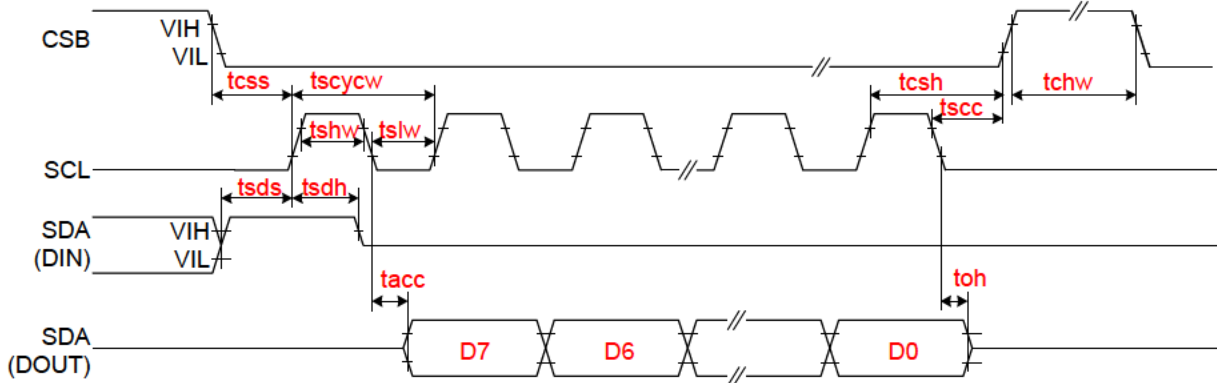 CSB
VIH
VIL
tcss
tscycw
tcsh
tchw
tscc
tshw
tslw
SCL
tsds
tsdh
SDA
(DIN)
VIH
VIL
tacc
toh
SDA
(DOUT)
D7
D6
D0